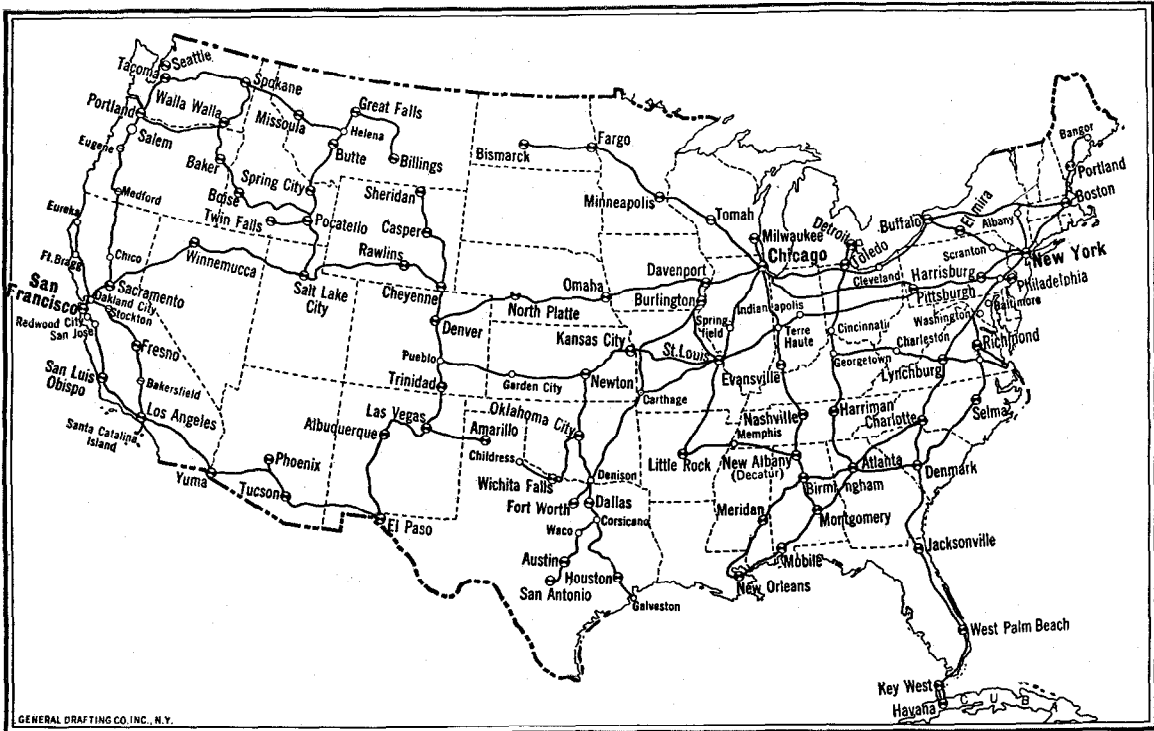 Seattle
Tacoma
Spokane
Portland
Walla Walla
Great Falls
Missoula
Helena
Salem
Eugene
Butte
Billings
Baker
Spring City
Medford
Boise
Sheridan
Twin Falls
Pocatello
Eureka
Casper
Ft. Bragg
Chico
Winnemucca
Rawlins
San
Francisco
Sacramento
Salt Lake
City
Cheyenne
Oakland City
Stockton
Redwood City
San Jose
Fresno
Denver
North Platte
Omaha
San Luis
Obispo
Bakersfield
Pueblo
Garden City
Trinidad
Los Angeles
Santa Catalina
Island
Las Vegas
Albuquerque
Amarillo
Phoenix
Yuma
Tucson
El Paso
Bismarck
Fargo
Minneapolis
Tomah
Milwaukee
Chicago
Detroit
Toledo
Davenport
Burlington
Kansas City
St. Louis
Spring
field
Indianapolis
Terre
Haute
Newton
Evansville
Carthage
Oklahoma City
Childress
Wichita Falls
Denison
Fort Worth
Dallas
Waco
Corsicano
Austin
San Antonio
Houston
Galveston
Little Rock
Memphis
Nashville
New Albany
(Decatur)
Birmingham
Meridan
Montgomery
Mobile
New Orleans
Bangor
Portland
Boston
Buffalo
Elmira
Albany
Scranton
New York
Cleveland
Harrisburg
Pittsburgh
Philadelphia
Baltimore
Washington
Cincinnati
Charleston
Georgetown
Richmond
Lynchburg
Harriman
Charlotte
Selma
Atlanta
Denmark
Jacksonville
West Palm Beach
Key West
Havana
CUBA
GENERAL DRAFTING CO. INC., N.Y.